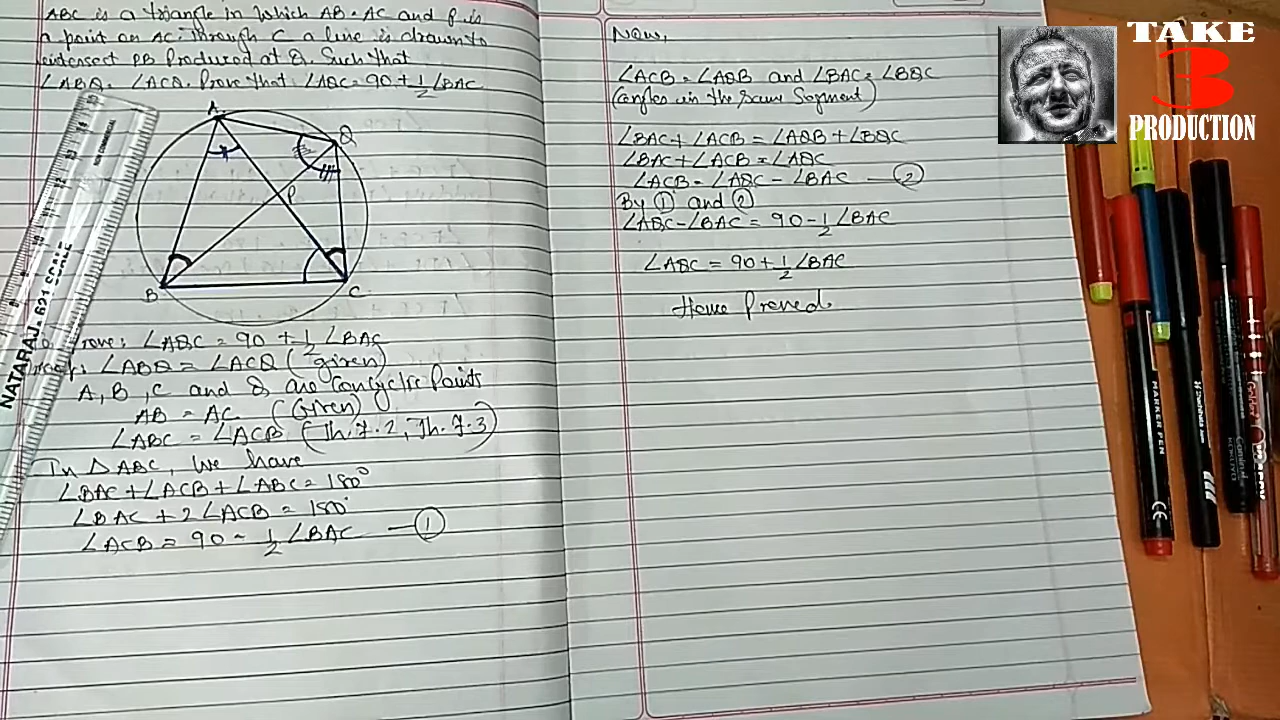 ABC is a triangle in which AB = AC and P is
a point on AC. Through C a line is drawn to
intersect PB Produced at Q. Such that
∠ABQ = ∠ACQ. Prove that ∠AQC = 90 + 1/2 ∠BAC
A
Q
P
B
C
Prove: ∠AQC = 90 + 1/2 ∠BAC
∠ABQ = ∠ACQ (given)
A, B, C and Q are Concyclic Points
AB = AC (Given)
∠ABC = ∠ACB (Th. 7.2, Th. 7.3)
In △ABC, we have
∠BAC + ∠ACB + ∠ABC = 180°
∠BAC + 2∠ACB = 180°
∠ACB = 90 - 1/2 ∠BAC — ①
Now,
∠ACB = ∠AQB and ∠BAC = ∠BQC
(angles in the same Segment)
∠BAC + ∠ACB = ∠AQB + ∠BQC
∠BAC + ∠ACB = ∠AQC
∠ACB = ∠AQC - ∠BAC — ②
By ① and ②
∠AQC - ∠BAC = 90 - 1/2 ∠BAC
∠AQC = 90 + 1/2 ∠BAC
Hence Proved.
TAKE
3
PRODUCTION
NATARAJ 621 SCALE
MARKER PEN
CE